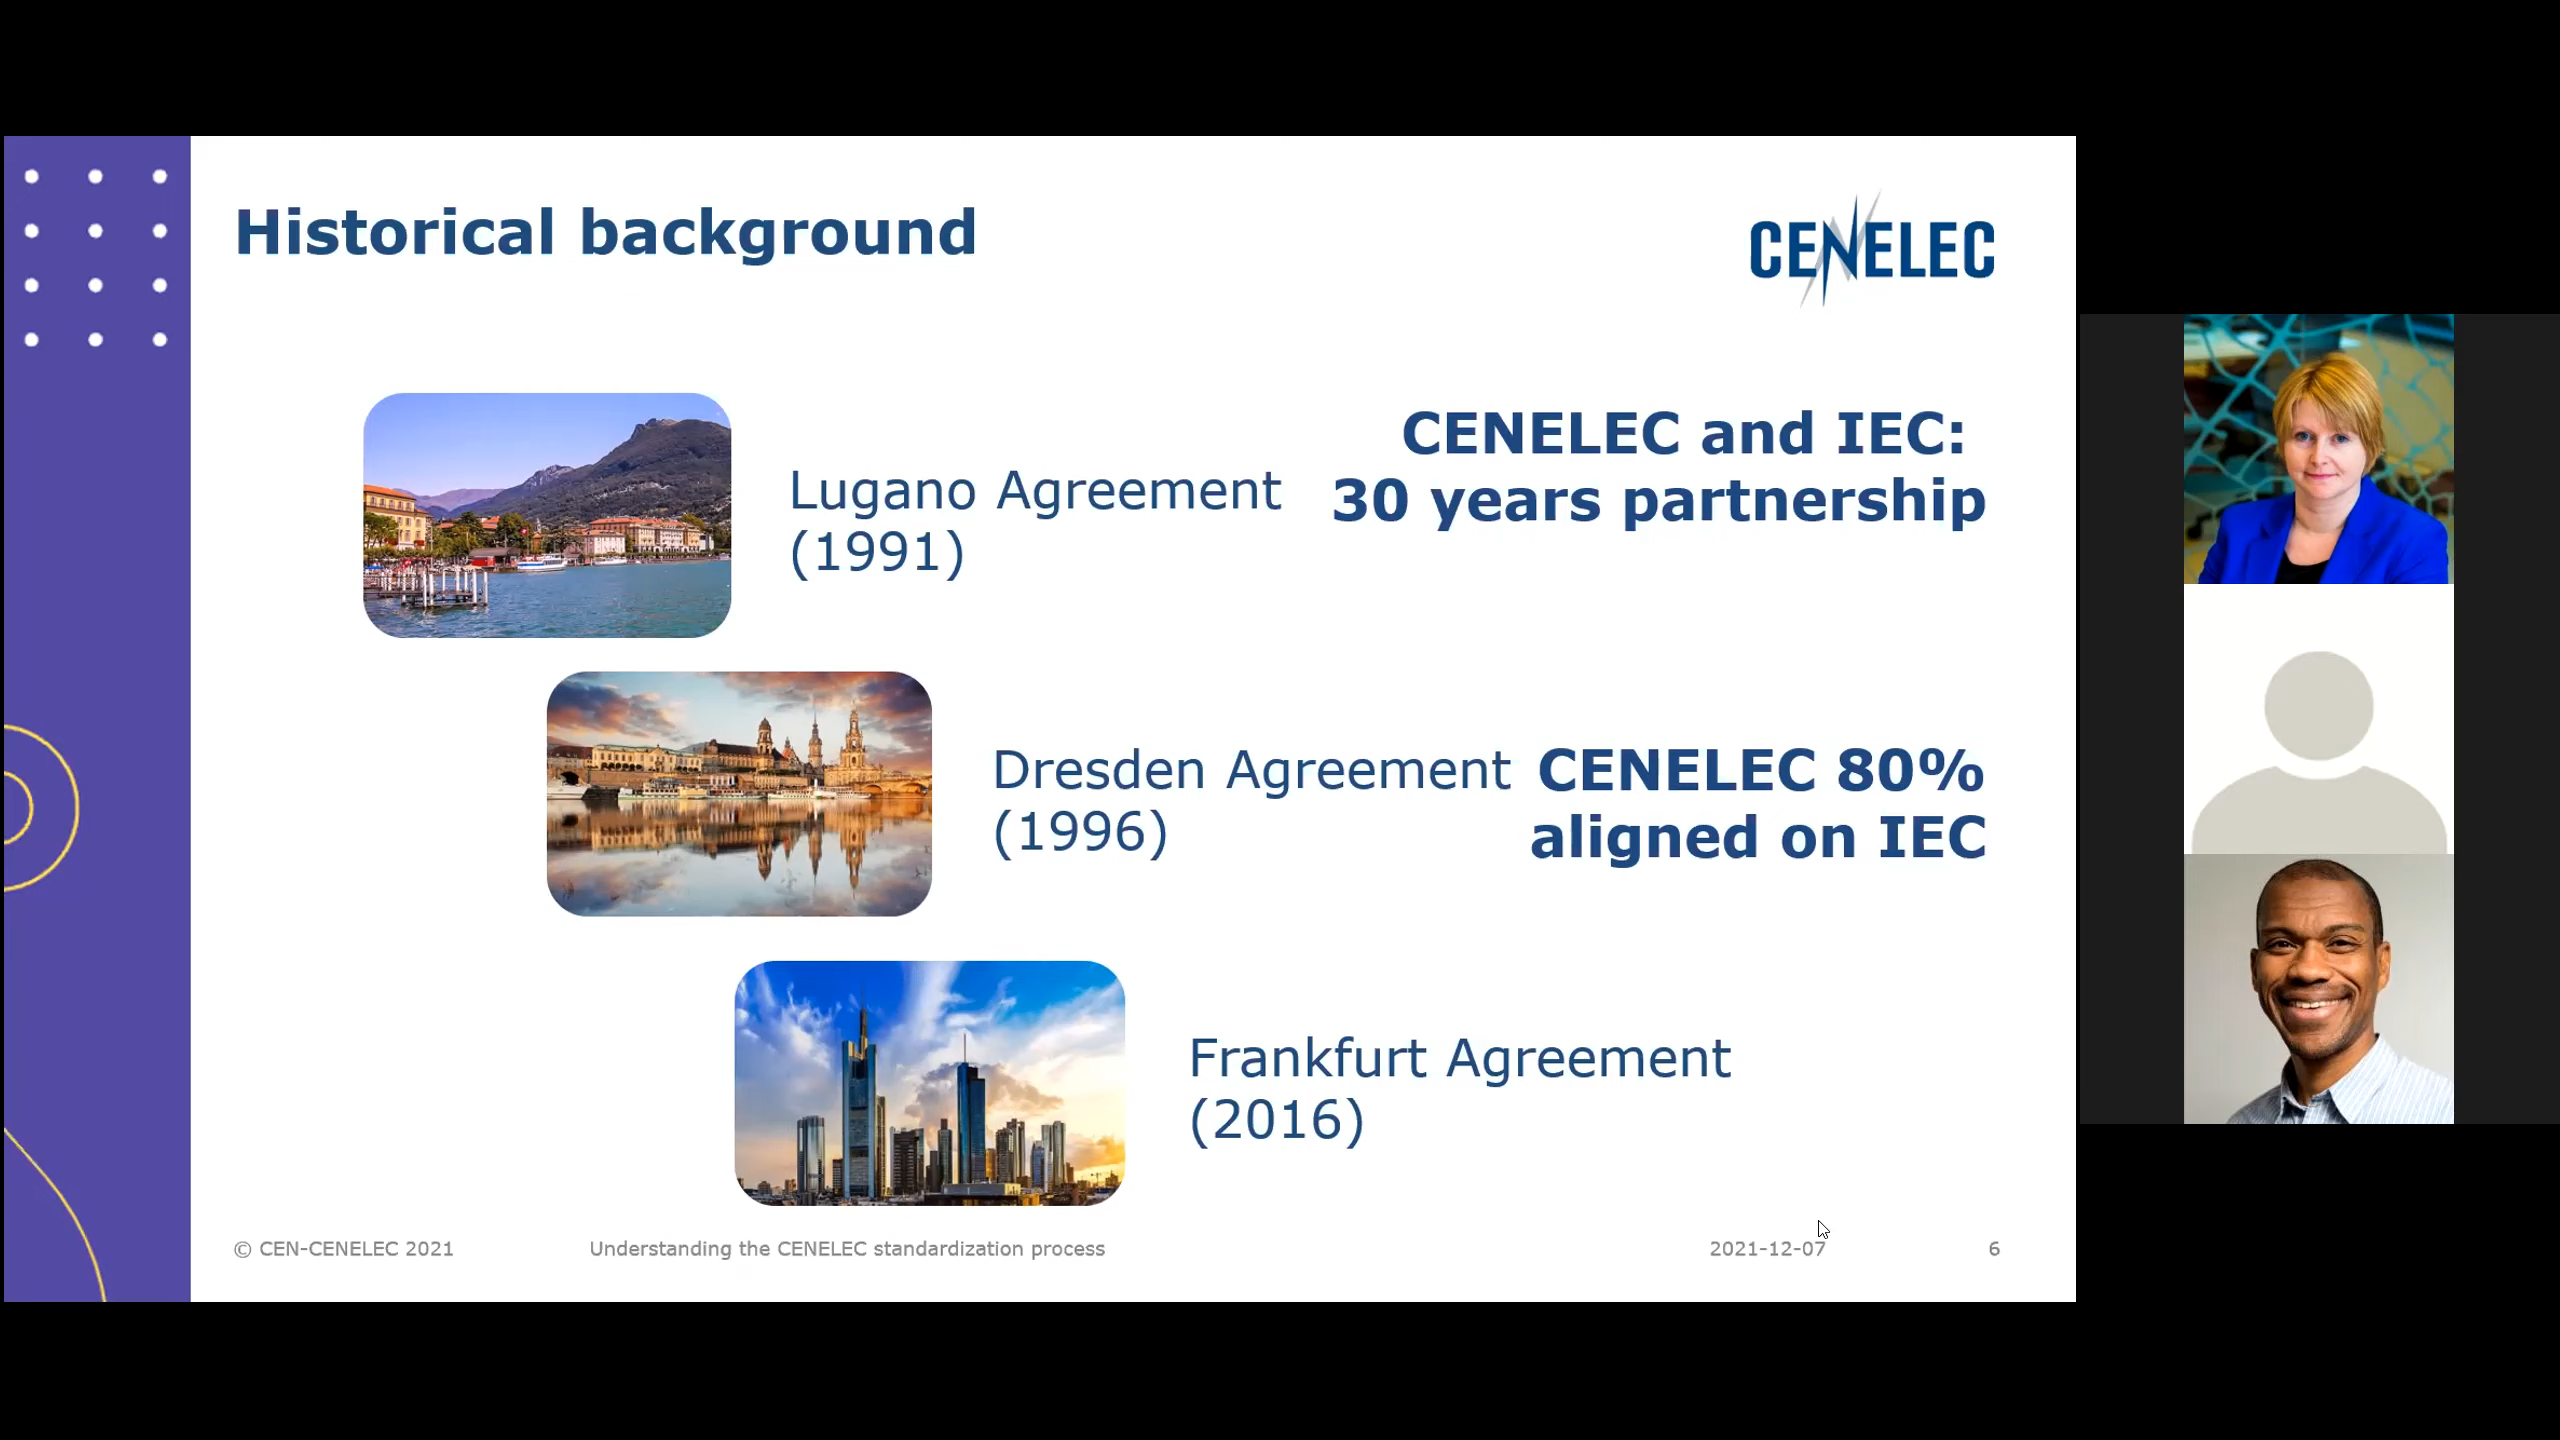 Historical background
CENELEC
Lugano Agreement
(1991)
CENELEC and IEC:
30 years partnership
Dresden Agreement
(1996)
CENELEC 80%
aligned on IEC
Frankfurt Agreement
(2016)
© CEN-CENELEC 2021
Understanding the CENELEC standardization process
2021-12-07
6